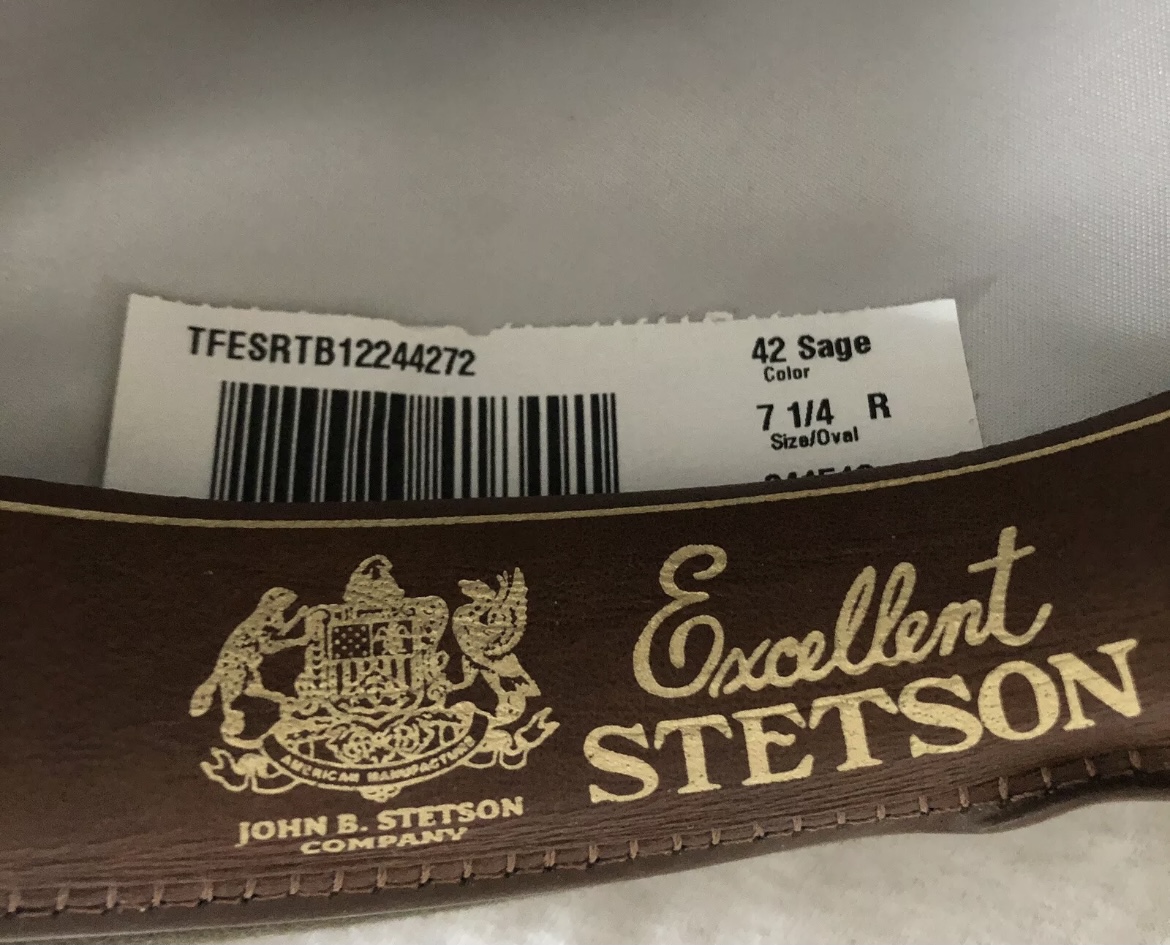 TFESRTB12244272
42 Sage
Color
7 1/4 R
Size/Oval
Excellent
STETSON
AMERICAN MANUFACTURE
JOHN B. STETSON
COMPANY